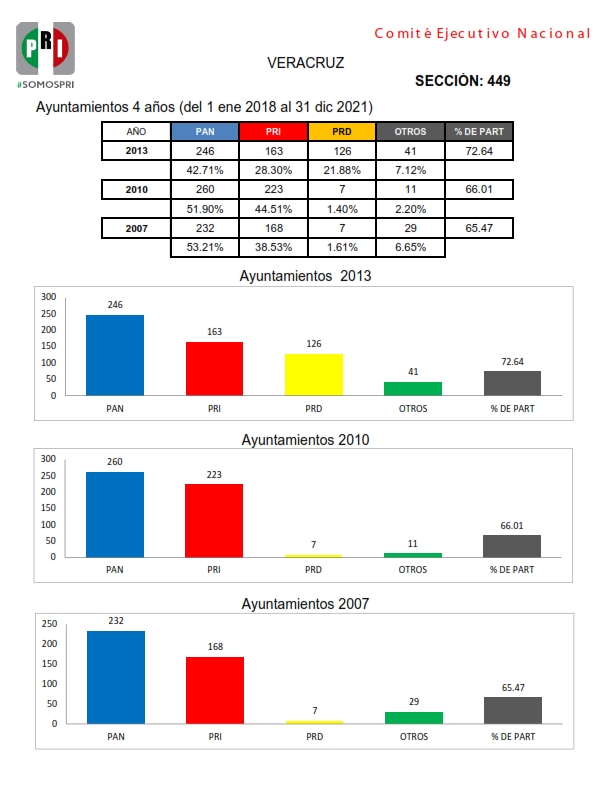 Comité Ejecutivo Nacional
PRI
#SOMOSPRI
VERACRUZ
SECCIÓN: 449
Ayuntamientos 4 años (del 1 ene 2018 al 31 dic 2021)
AÑO PAN PRI PRD OTROS % DE PART
2013 246 163 126 41 72.64
42.71% 28.30% 21.88% 7.12%
2010 260 223 7 11 66.01
51.90% 44.51% 1.40% 2.20%
2007 232 168 7 29 65.47
53.21% 38.53% 1.61% 6.65%
Ayuntamientos 2013
300
250
200
150
100
50
0
246
163
126
41
72.64
PAN PRI PRD OTROS % DE PART
Ayuntamientos 2010
300
250
200
150
100
50
0
260
223
7
11
66.01
PAN PRI PRD OTROS % DE PART
Ayuntamientos 2007
250
200
150
100
50
0
232
168
7
29
65.47
PAN PRI PRD OTROS % DE PART